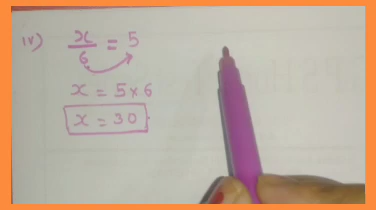 iv) x/6 = 5
x = 5 × 6
x = 30